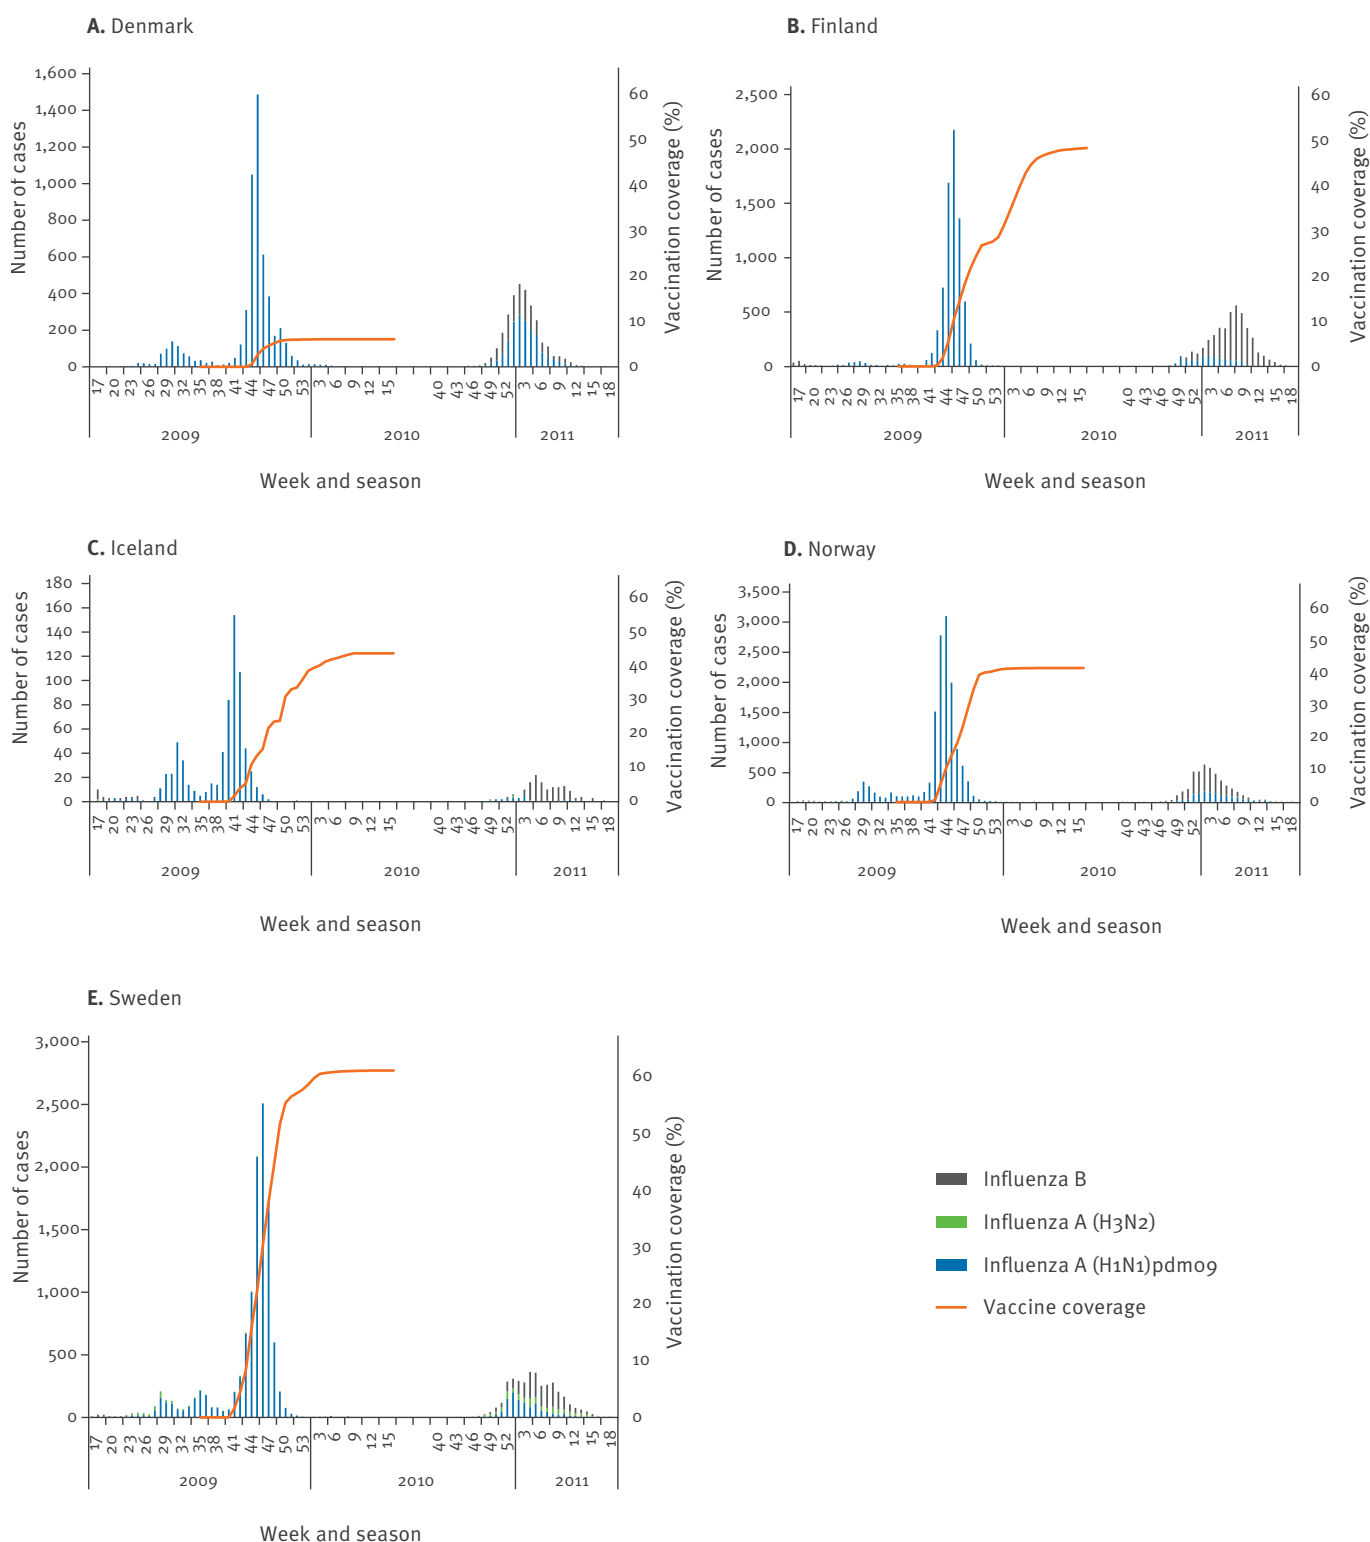 A. Denmark
Number of cases
1,600
1,400
1,200
1,000
800
600
400
200
0
60
50
40
30
20
10
0
Vaccination coverage (%)
17 20 23 26 29 32 35 38 41 44 47 50 53 3 6 9 12 15 40 43 46 49 52 3 6 9 12 15 18
2009 2010 2011
Week and season
B. Finland
Number of cases
2,500
2,000
1,500
1,000
500
0
60
50
40
30
20
10
0
Vaccination coverage (%)
17 20 23 26 29 32 35 38 41 44 47 50 53 3 6 9 12 15 40 43 46 49 52 3 6 9 12 15 18
2009 2010 2011
Week and season
C. Iceland
Number of cases
180
160
140
120
100
80
60
40
20
0
60
50
40
30
20
10
0
Vaccination coverage (%)
17 20 23 26 29 32 35 38 41 44 47 50 53 3 6 9 12 15 40 43 46 49 52 3 6 9 12 15 18
2009 2010 2011
Week and season
D. Norway
Number of cases
3,500
3,000
2,500
2,000
1,500
1,000
500
0
60
50
40
30
20
10
0
Vaccination coverage (%)
17 20 23 26 29 32 35 38 41 44 47 50 53 3 6 9 12 15 40 43 46 49 52 3 6 9 12 15 18
2009 2010 2011
Week and season
E. Sweden
Number of cases
3,000
2,500
2,000
1,500
1,000
500
0
60
50
40
30
20
10
0
Vaccination coverage (%)
17 20 23 26 29 32 35 38 41 44 47 50 53 3 6 9 12 15 40 43 46 49 52 3 6 9 12 15 18
2009 2010 2011
Week and season
Influenza B
Influenza A (H3N2)
Influenza A (H1N1)pdm09
Vaccine coverage